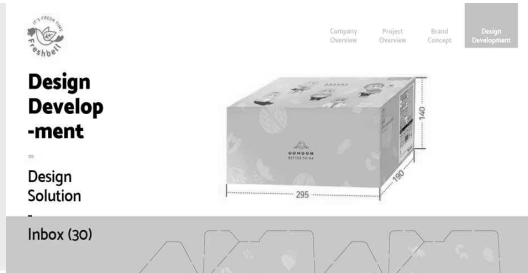 IT'S FRESH TIME
Freshbell
Company
Overview
Project
Overview
Brand
Concept
Design
Development
Design
Develop
-ment
Design
Solution
-
Inbox (30)
140
190
295